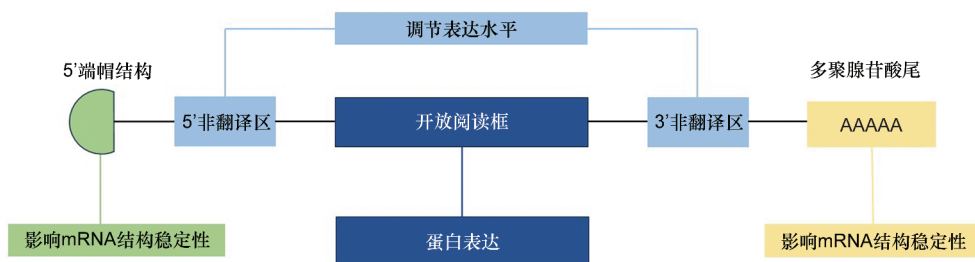 调节表达水平
5'端帽结构
多聚腺苷酸尾
5'非翻译区
开放阅读框
3'非翻译区
AAAAA
影响mRNA结构稳定性
蛋白表达
影响mRNA结构稳定性